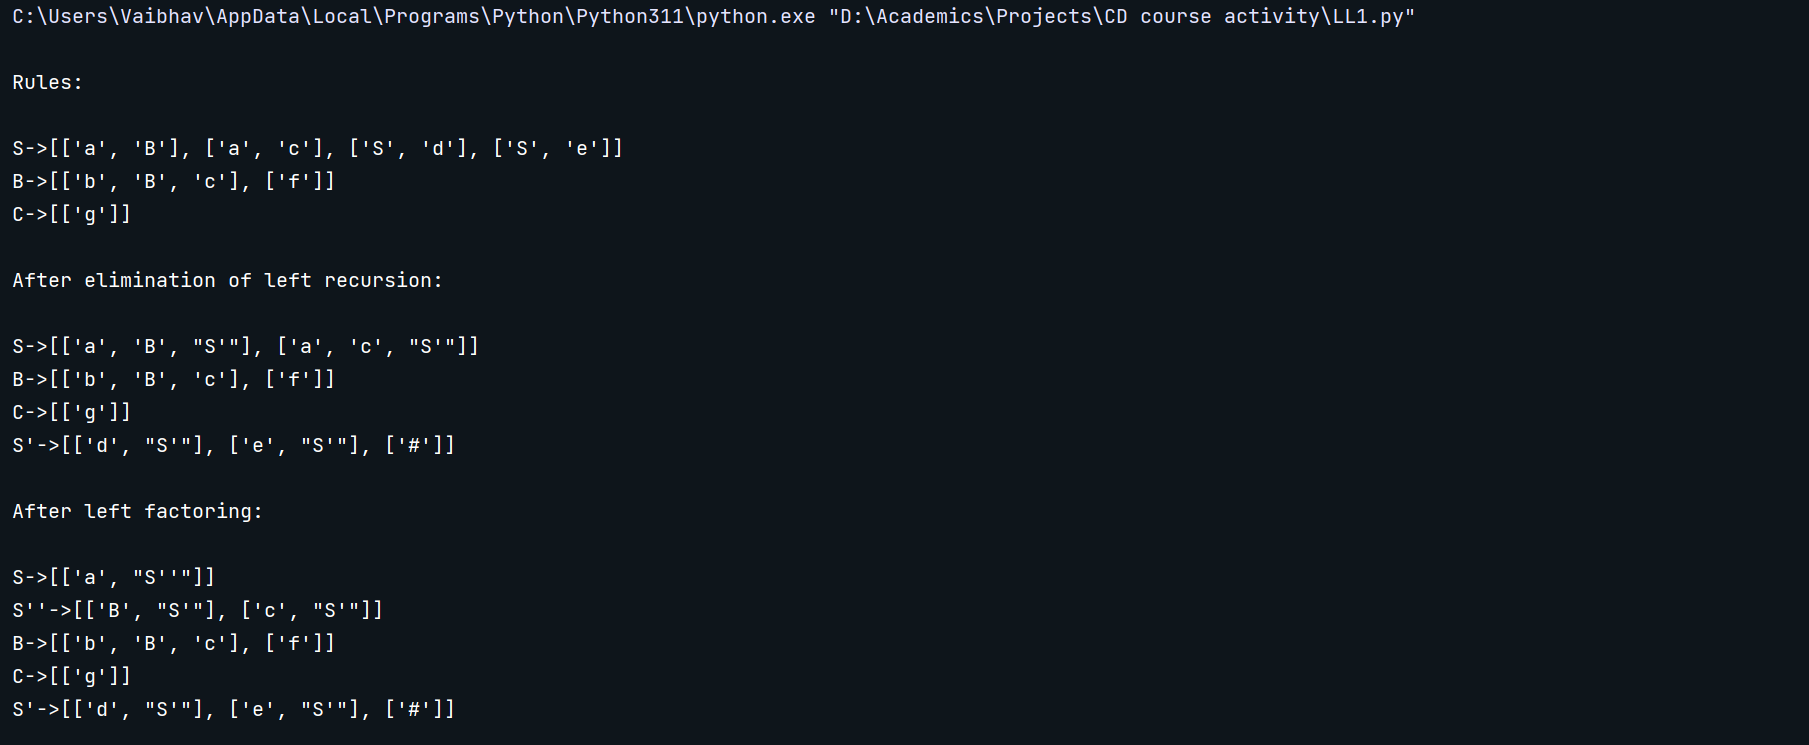 C:\Users\Vaibhav\AppData\Local\Programs\Python\Python311\python.exe "D:\Academics\Projects\CD course activity\LL1.py"
Rules:
S->[['a', 'B'], ['a', 'c'], ['S', 'd'], ['S', 'e']]
B->[['b', 'B', 'c'], ['f']]
C->[['g']]
After elimination of left recursion:
S->[['a', 'B', "S'"], ['a', 'c', "S'"]]
B->[['b', 'B', 'c'], ['f']]
C->[['g']]
S'->[['d', "S'"], ['e', "S'"], ['#']]
After left factoring:
S->[['a', "S''"]]
S''->[['B', "S'"], ['c', "S'"]]
B->[['b', 'B', 'c'], ['f']]
C->[['g']]
S'->[['d', "S'"], ['e', "S'"], ['#']]